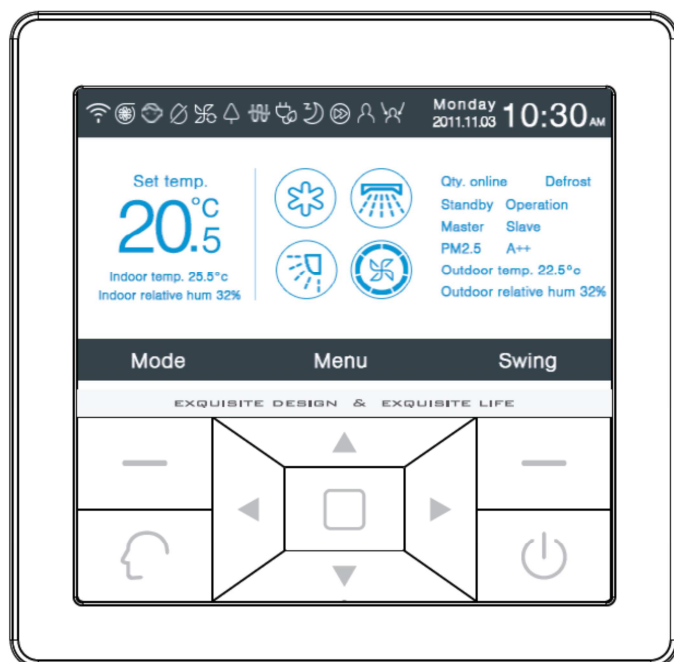 Monday
2011.11.03 10:30 AM
Set temp.
20.5 °C
Indoor temp. 25.5°c
Indoor relative hum 32%
Qty. online Defrost
Standby Operation
Master Slave
PM2.5 A++
Outdoor temp. 22.5°c
Outdoor relative hum 32%
Mode Menu Swing
EXQUISITE DESIGN & EXQUISITE LIFE